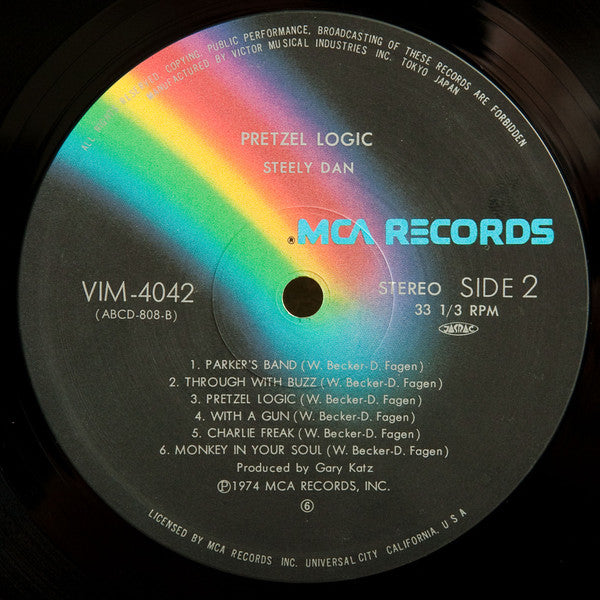 ALL RIGHTS RESERVED. COPYING, PUBLIC PERFORMANCE, BROADCASTING OF THESE RECORDS ARE FORBIDDEN
MANUFACTURED BY VICTOR MUSICAL INDUSTRIES INC. TOKYO JAPAN
PRETZEL LOGIC
STEELY DAN
® MCA RECORDS
VIM-4042
(ABCD-808-B)
STEREO SIDE 2
33 1/3 RPM
JASRAC
1. PARKER'S BAND (W. Becker-D. Fagen)
2. THROUGH WITH BUZZ (W. Becker-D. Fagen)
3. PRETZEL LOGIC (W. Becker-D. Fagen)
4. WITH A GUN (W. Becker-D. Fagen)
5. CHARLIE FREAK (W. Becker-D. Fagen)
6. MONKEY IN YOUR SOUL (W. Becker-D. Fagen)
Produced by Gary Katz
Ⓟ1974 MCA RECORDS, INC.
⑥
LICENSED BY MCA RECORDS INC. UNIVERSAL CITY CALIFORNIA, U.S.A